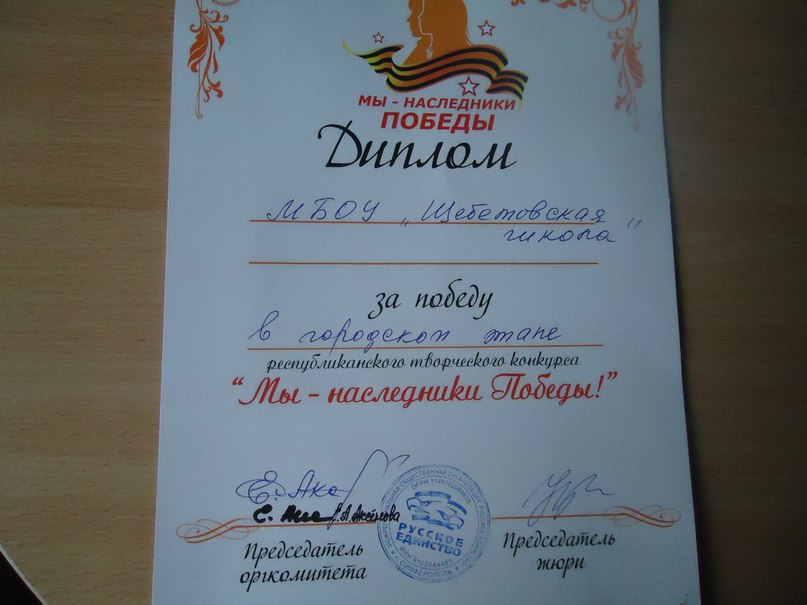 МЫ - НАСЛЕДНИКИ
ПОБЕДЫ
Диплом
МБОУ „Щебетовская
школа"
за победу
в городском этапе
республиканского творческого конкурса
"Мы - наследники Победы!"
Е. Ако
РУССКОЕ
ЕДИНСТВО
Председатель
оргкомитета
Председатель
жюри